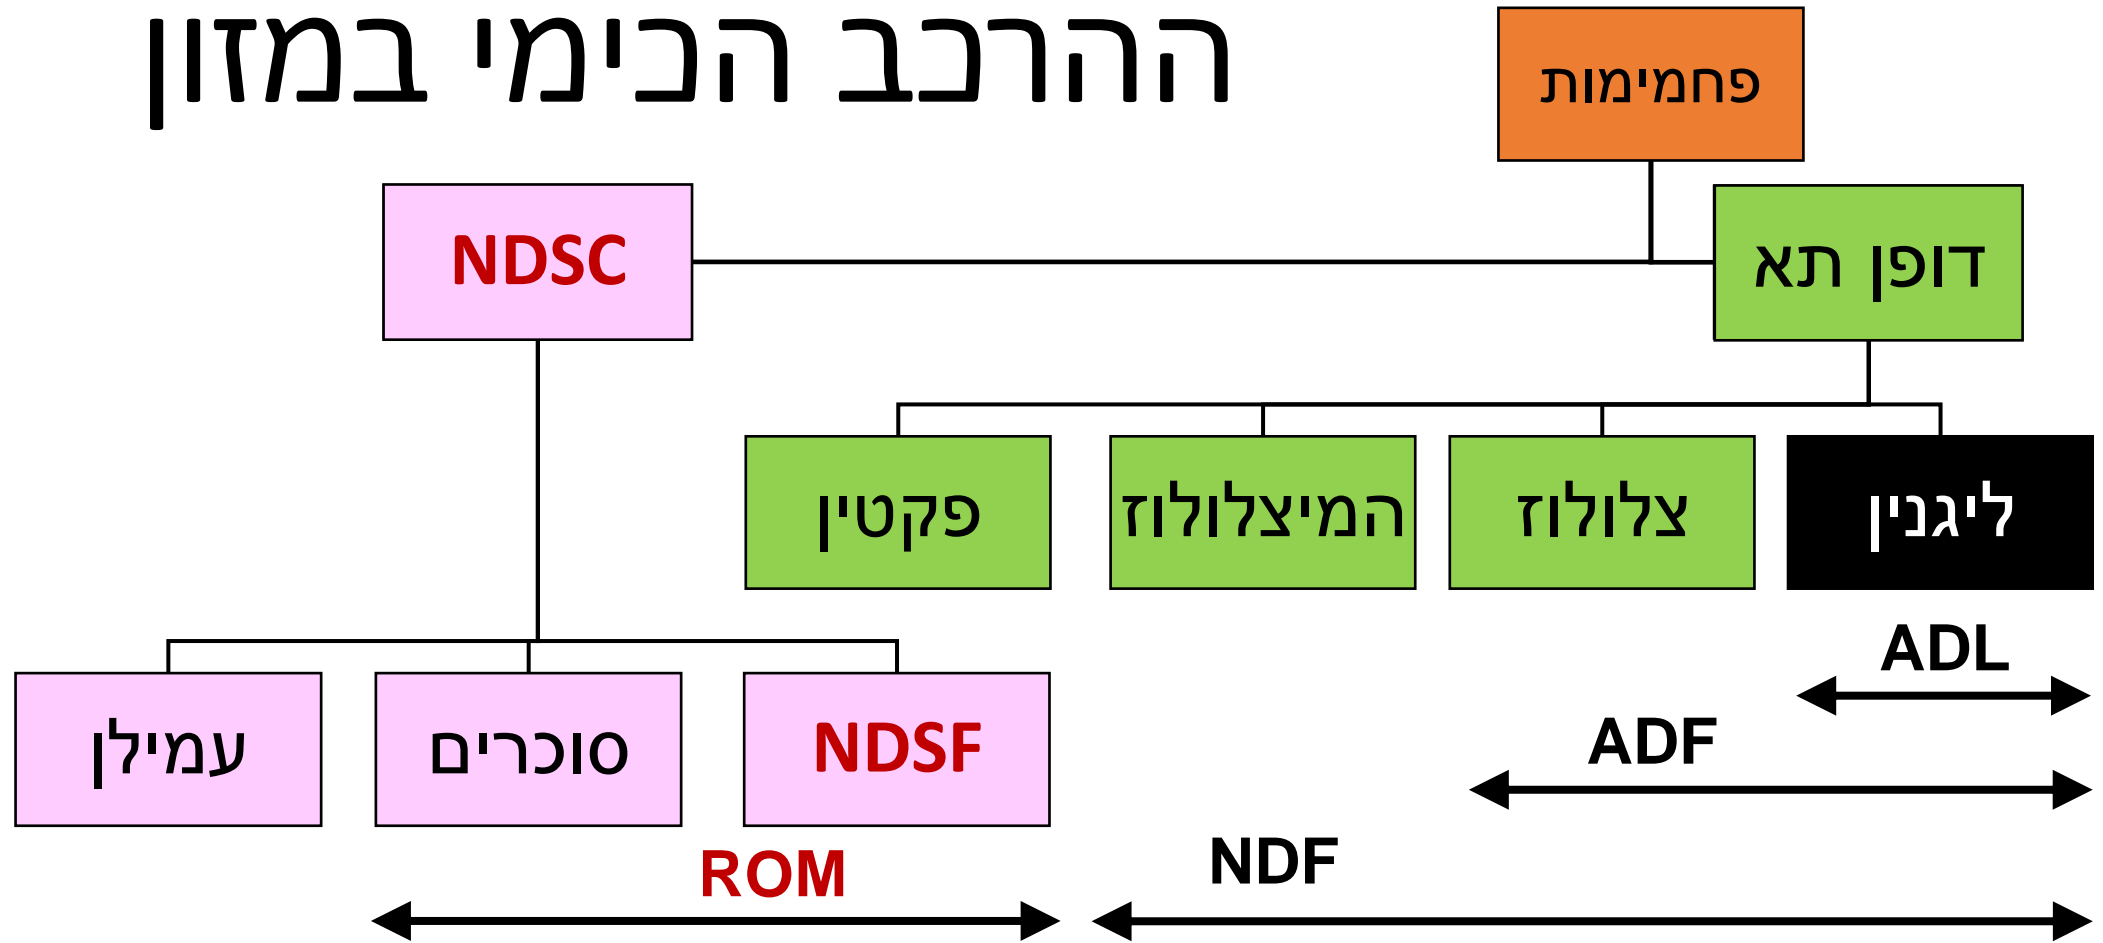 ההרכב הכימי במזון
פחמימות
דופן תא
NDSC
ליגנין
צלולוז
המיצלולוז
פקטין
ADL
ADF
NDSF
סוכרים
עמילן
NDF
ROM